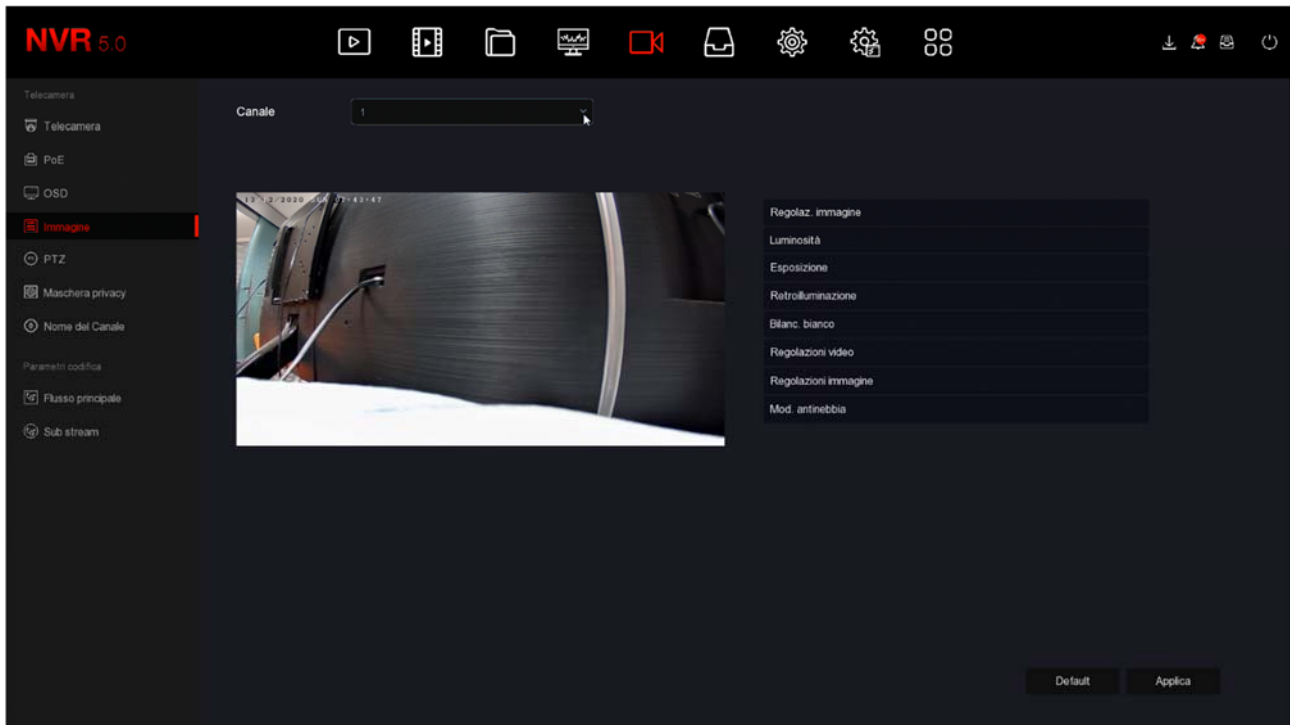 NVR 5.0
Telecamera
Telecamera
PoE
OSD
Immagine
PTZ
Maschera privacy
Nome del Canale
Parametri codifica
Flusso principale
Sub stream
Canale
1
Regolaz. immagine
Luminosità
Esposizione
Retroilluminazione
Bilanc. bianco
Regolazioni video
Regolazioni immagine
Mod. antinebbia
Default
Applica